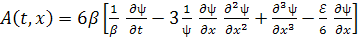 A(t,x) = 6β[1/β ∂ψ/∂t − 3 1/ψ ∂ψ/∂x ∂²ψ/∂x² + ∂³ψ/∂x³ − ε/6 ∂ψ/∂x]